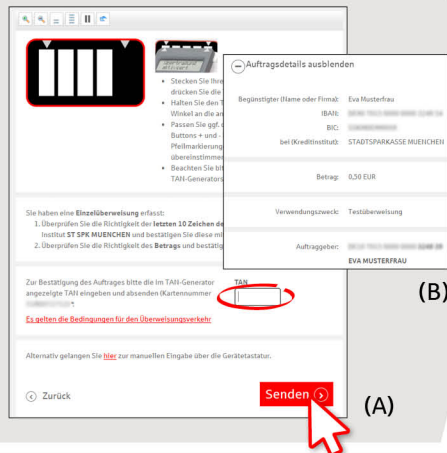 Stecken Sie Ihre
drücken Sie die
Halten Sie den T
Winkel an die an
Passen Sie ggf. d
Buttons + und -
Pfeilmarkierung
übereinstimmen
Beachten Sie bit
TAN-Generators
Sie haben eine Einzelüberweisung erfasst:
1. Überprüfen Sie die Richtigkeit der letzten 10 Zeichen de
Institut ST SPK MUENCHEN und bestätigen Sie diese mi
2. Überprüfen Sie die Richtigkeit des Betrags und bestätig
Zur Bestätigung des Auftrages bitte die im TAN-Generator
angezeigte TAN eingeben und absenden (Kartennummer
TAN
Es gelten die Bedingungen für den Überweisungsverkehr
Alternativ gelangen Sie hier zur manuellen Eingabe über die Gerätetastatur.
Zurück
Senden
(A)
Auftragsdetails ausblenden
Begünstigter (Name oder Firma): Eva Musterfrau
IBAN:
BIC:
bei (Kreditinstitut): STADTSPARKASSE MUENCHEN
Betrag: 0,50 EUR
Verwendungszweck: Testüberweisung
Auftraggeber:
EVA MUSTERFRAU
(B)